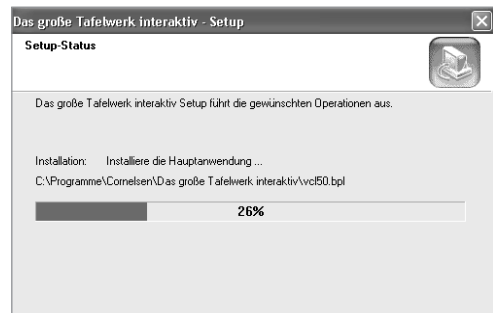 Das große Tafelwerk interaktiv - Setup
Setup-Status
Das große Tafelwerk interaktiv Setup führt die gewünschten Operationen aus.
Installation: Installiere die Hauptanwendung ...
C:\Programme\Cornelsen\Das große Tafelwerk interaktiv\vcl50.bpl
26%